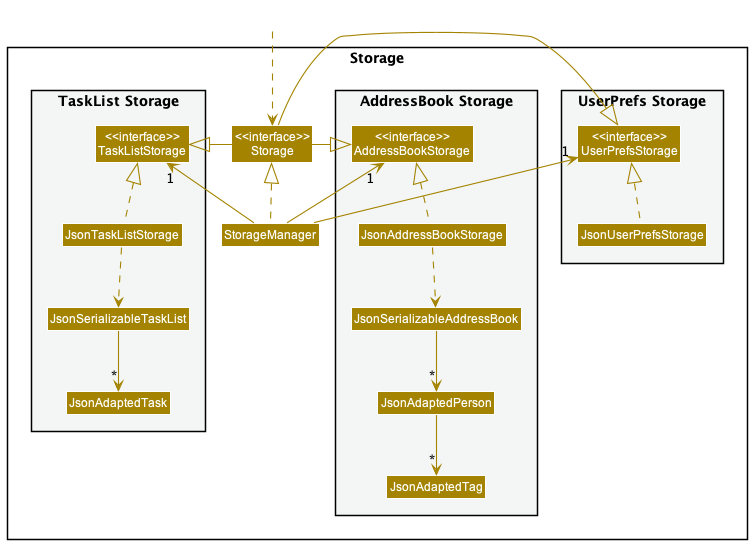 Storage
TaskList Storage
AddressBook Storage
UserPrefs Storage
<<interface>>
TaskListStorage
<<interface>>
Storage
<<interface>>
AddressBookStorage
<<interface>>
UserPrefsStorage
1
1
1
JsonTaskListStorage
StorageManager
JsonAddressBookStorage
JsonUserPrefsStorage
JsonSerializableTaskList
JsonSerializableAddressBook
*
*
JsonAdaptedTask
JsonAdaptedPerson
*
JsonAdaptedTag